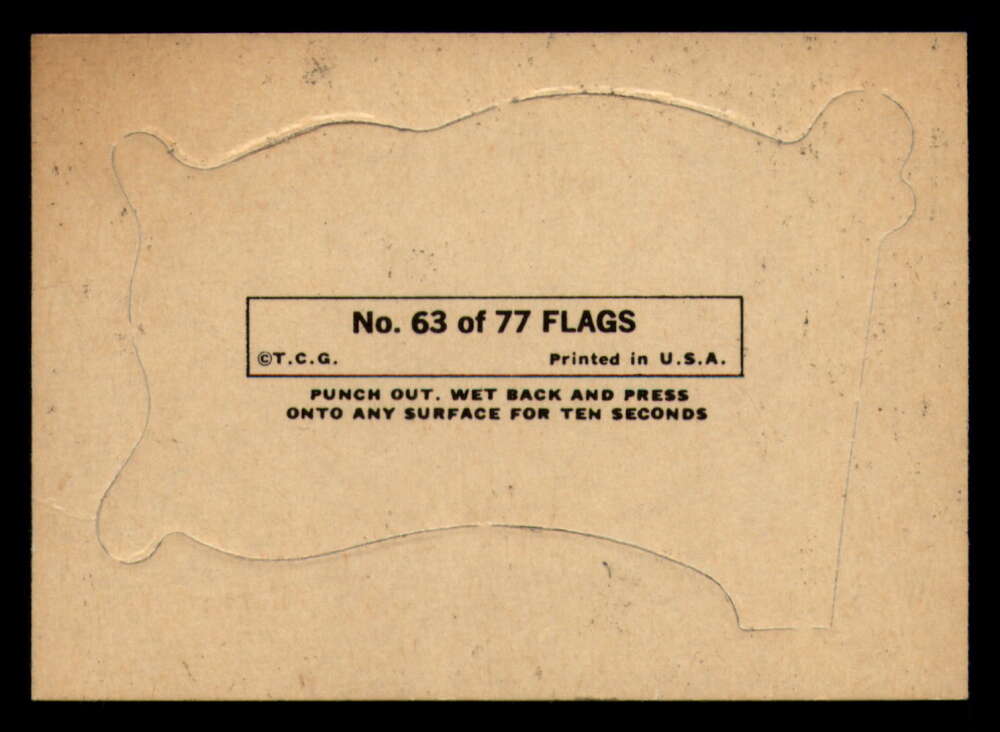 No. 63 of 77 FLAGS
©T.C.G. Printed in U.S.A.
PUNCH OUT. WET BACK AND PRESS
ONTO ANY SURFACE FOR TEN SECONDS